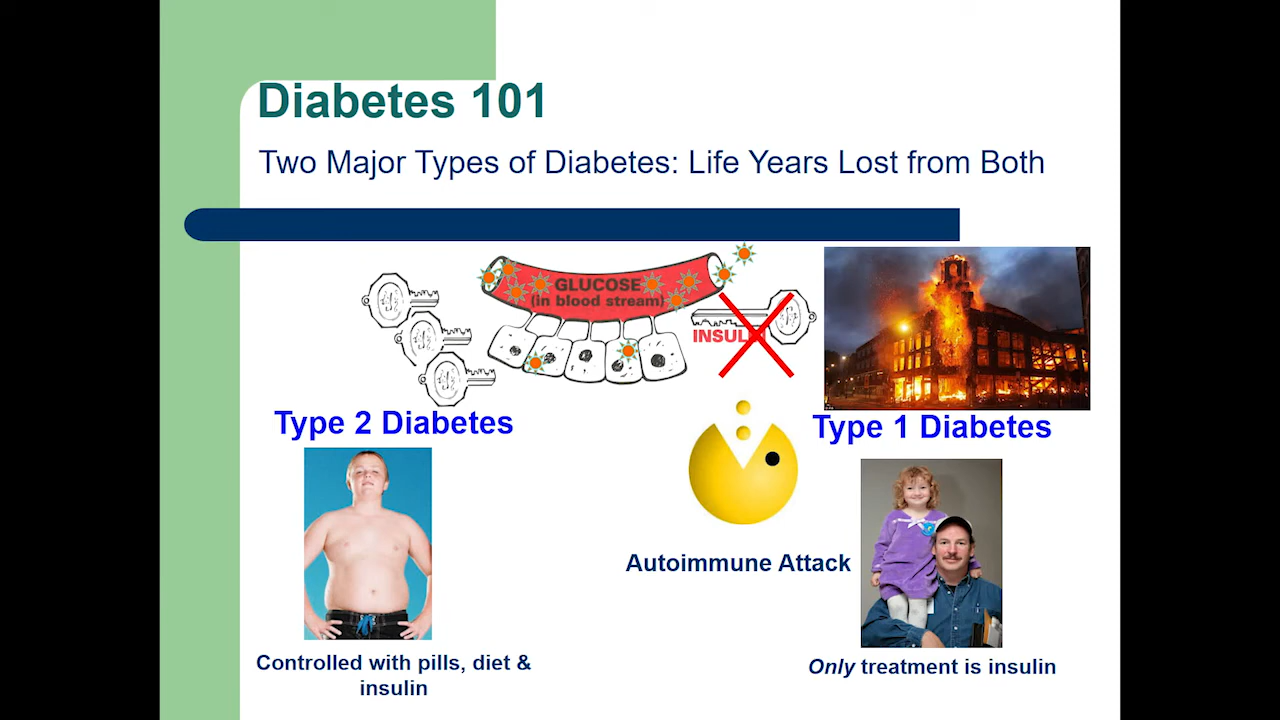 Diabetes 101
Two Major Types of Diabetes: Life Years Lost from Both
GLUCOSE
(in blood stream)
INSULIN
Type 2 Diabetes
Type 1 Diabetes
Autoimmune Attack
Controlled with pills, diet &
insulin
Only treatment is insulin